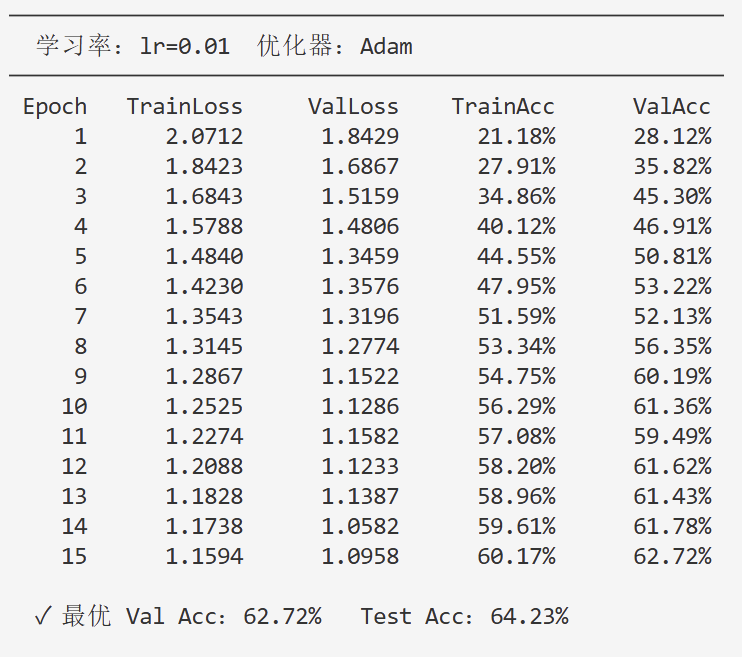 学习率：lr=0.01 优化器：Adam
Epoch TrainLoss ValLoss TrainAcc ValAcc
1 2.0712 1.8429 21.18% 28.12%
2 1.8423 1.6867 27.91% 35.82%
3 1.6843 1.5159 34.86% 45.30%
4 1.5788 1.4806 40.12% 46.91%
5 1.4840 1.3459 44.55% 50.81%
6 1.4230 1.3576 47.95% 53.22%
7 1.3543 1.3196 51.59% 52.13%
8 1.3145 1.2774 53.34% 56.35%
9 1.2867 1.1522 54.75% 60.19%
10 1.2525 1.1286 56.29% 61.36%
11 1.2274 1.1582 57.08% 59.49%
12 1.2088 1.1233 58.20% 61.62%
13 1.1828 1.1387 58.96% 61.43%
14 1.1738 1.0582 59.61% 61.78%
15 1.1594 1.0958 60.17% 62.72%
✓ 最优 Val Acc：62.72% Test Acc：64.23%